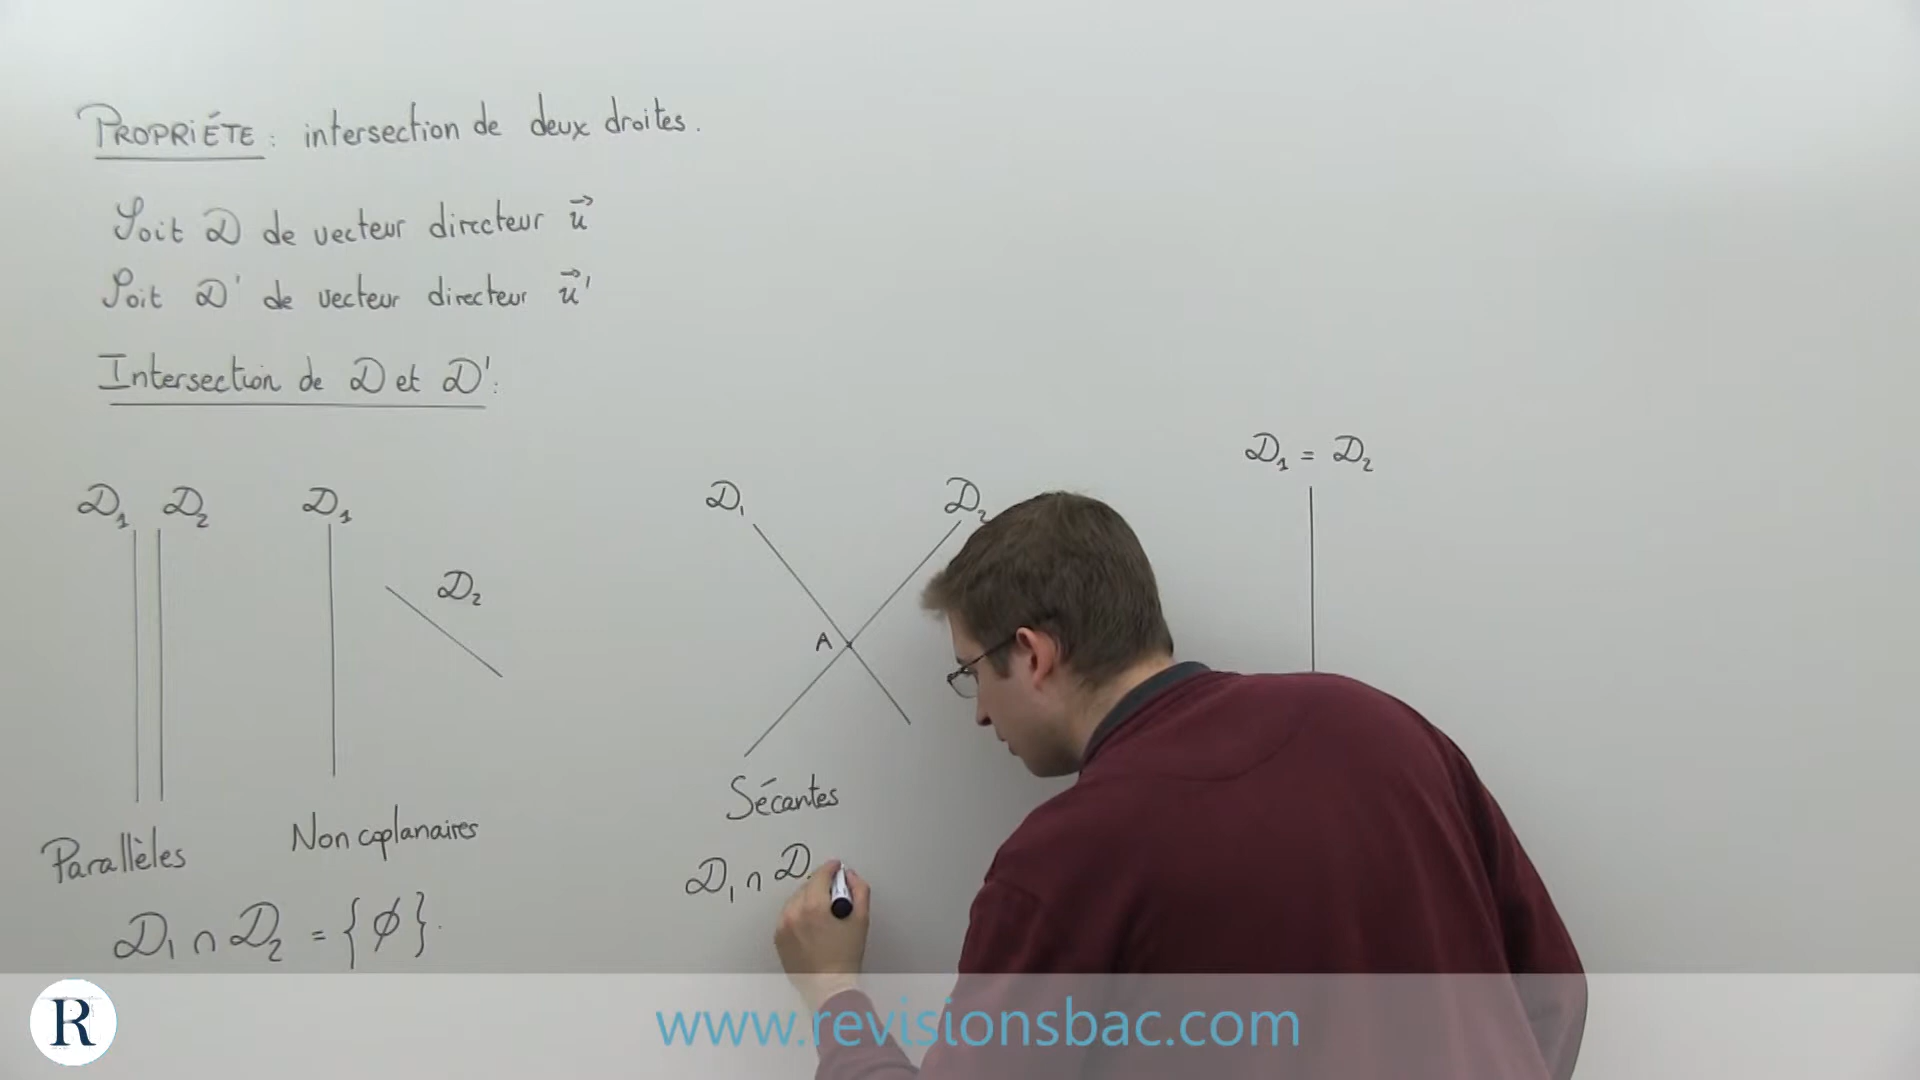 PROPRIÉTE : intersection de deux droites.
Soit D de vecteur directeur u⃗
Soit D' de vecteur directeur u⃗'
Intersection de D et D' :
D₁ D₂
D₁
D₂
Parallèles
Non coplanaires
D₁ ∩ D₂ = {∅}.
D₁
D₂
A
Sécantes
D₁ ∩ D
D₁ = D₂
R
www.revisionsbac.com